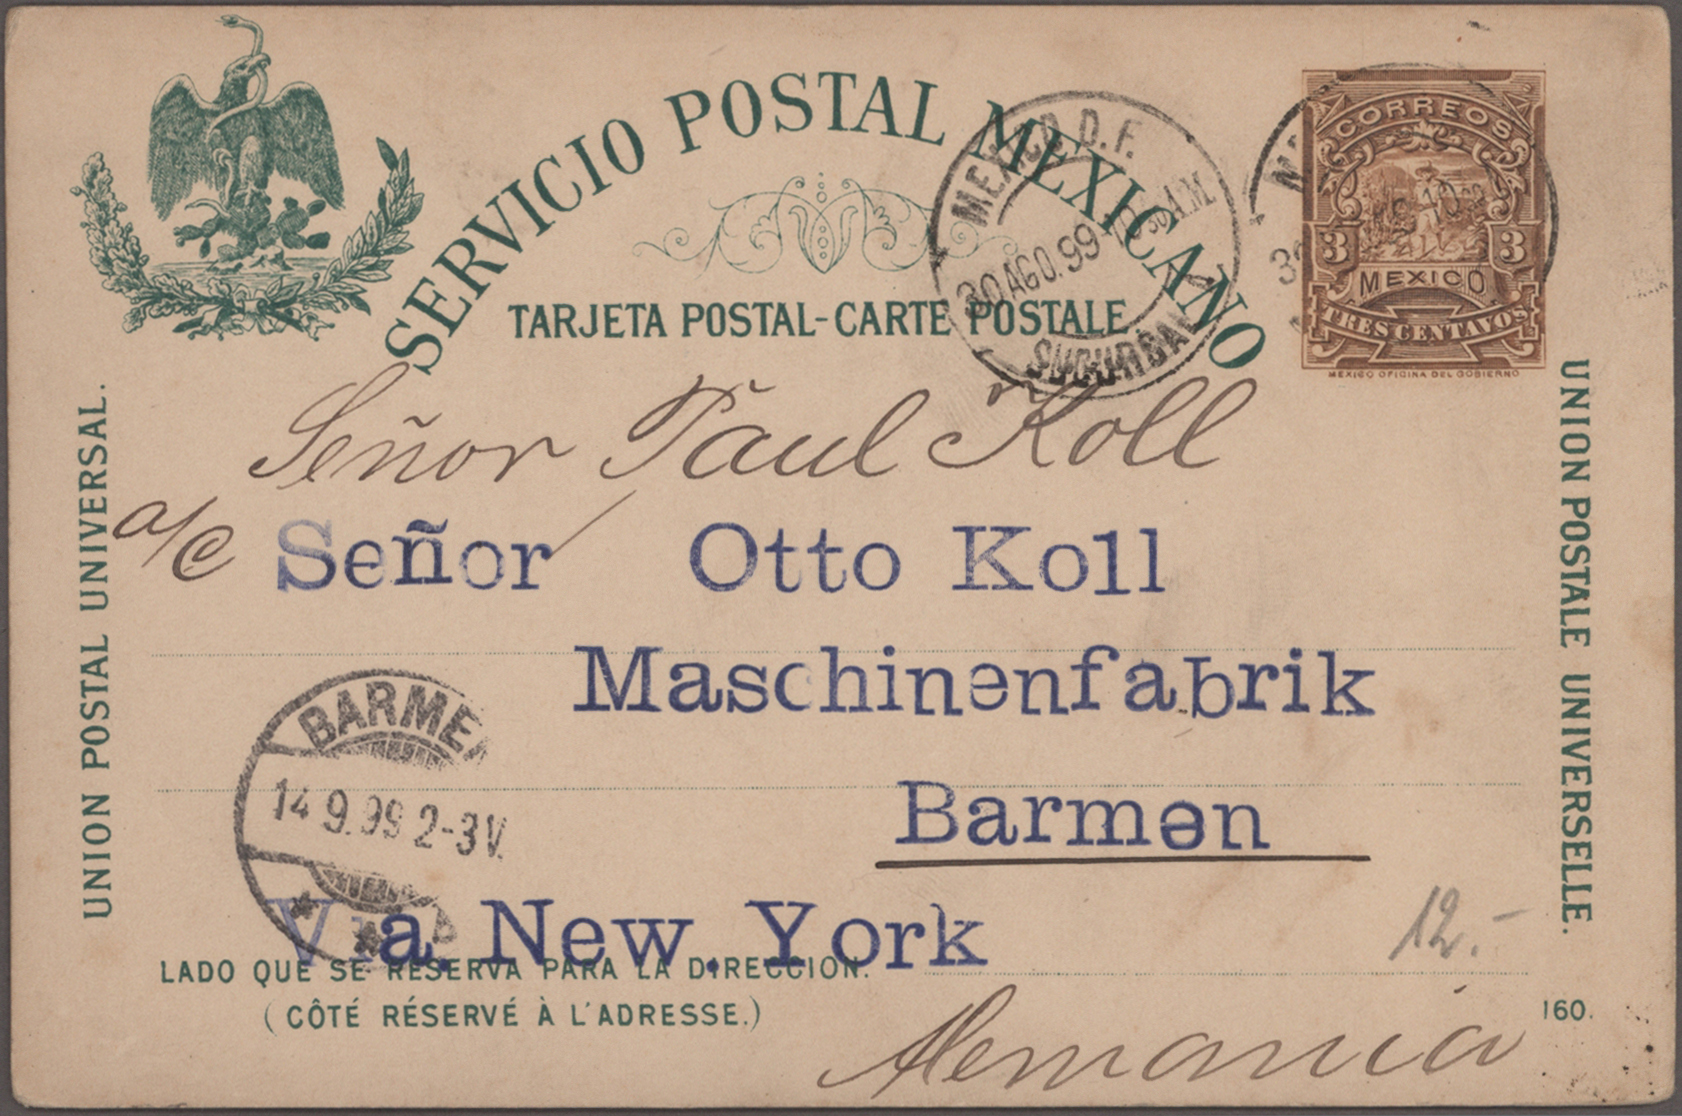 SERVICIO POSTAL MEXICANO
TARJETA POSTAL-CARTE POSTALE
MEXICO D.F.
30 AGO. 99
A.M.
SUCURSAL
CORREOS
3 3
MEXICO
TRES CENTAVOS
MEXICO OFICINA DEL GOBIERNO
UNION POSTAL UNIVERSAL.
UNION POSTALE UNIVERSELLE.
Señor Paul Koll
a/c Señor Otto Koll
Maschinenfabrik
Barmen
BARMEN
14.9.99 2-3V.
Via. New.York
12.-
LADO QUE SE RESERVA PARA LA DIRECCION.
(CÔTÉ RÉSERVÉ À L'ADRESSE.)
160.
Alemania